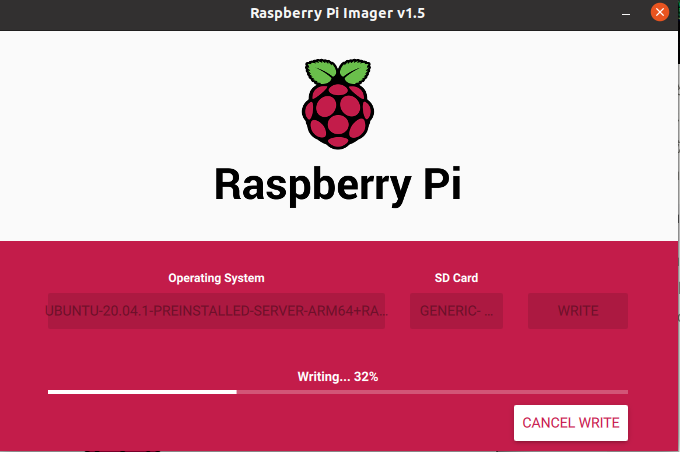 Raspberry Pi Imager v1.5
Raspberry Pi
Operating System
SD Card
UBUNTU-20.04.1-PREINSTALLED-SERVER-ARM64+RA...
GENERIC- ...
WRITE
Writing... 32%
CANCEL WRITE